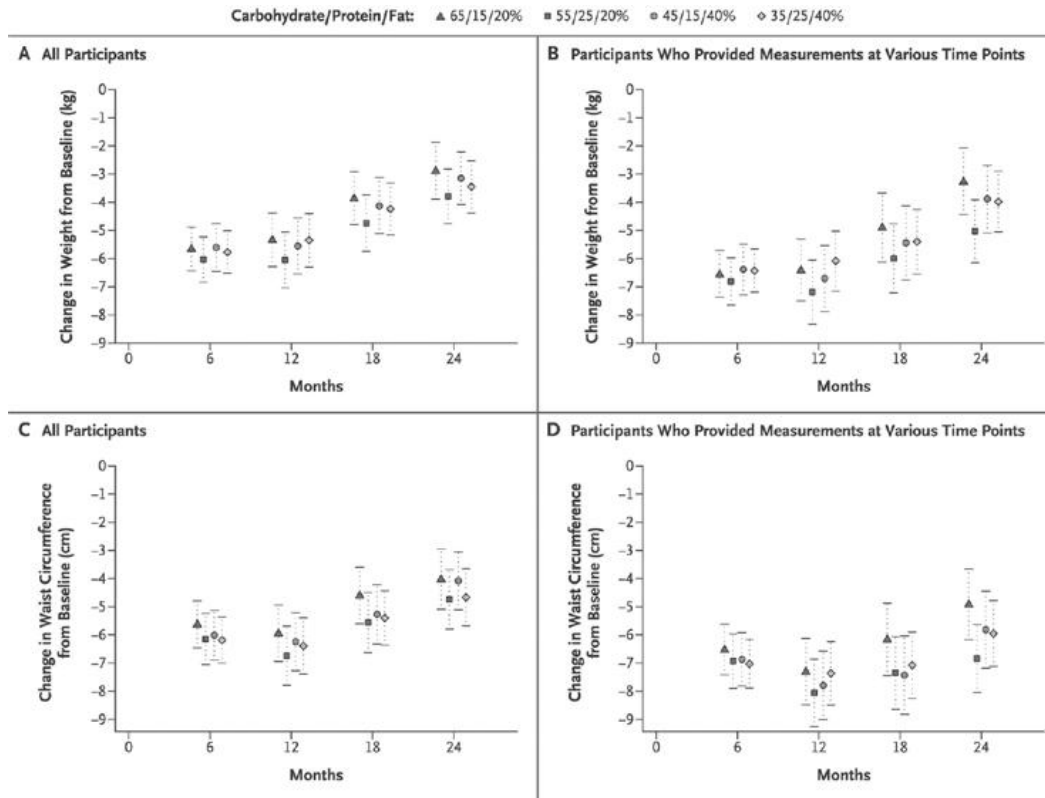 Carbohydrate/Protein/Fat: 65/15/20% 55/25/20% 45/15/40% 35/25/40%
A All Participants
Change in Weight from Baseline (kg)
0
–1
–2
–3
–4
–5
–6
–7
–8
–9
0 6 12 18 24
Months
B Participants Who Provided Measurements at Various Time Points
Change in Weight from Baseline (kg)
0
–1
–2
–3
–4
–5
–6
–7
–8
–9
0 6 12 18 24
Months
C All Participants
Change in Waist Circumference
from Baseline (cm)
0
–1
–2
–3
–4
–5
–6
–7
–8
–9
0 6 12 18 24
Months
D Participants Who Provided Measurements at Various Time Points
Change in Waist Circumference
from Baseline (cm)
0
–1
–2
–3
–4
–5
–6
–7
–8
–9
0 6 12 18 24
Months